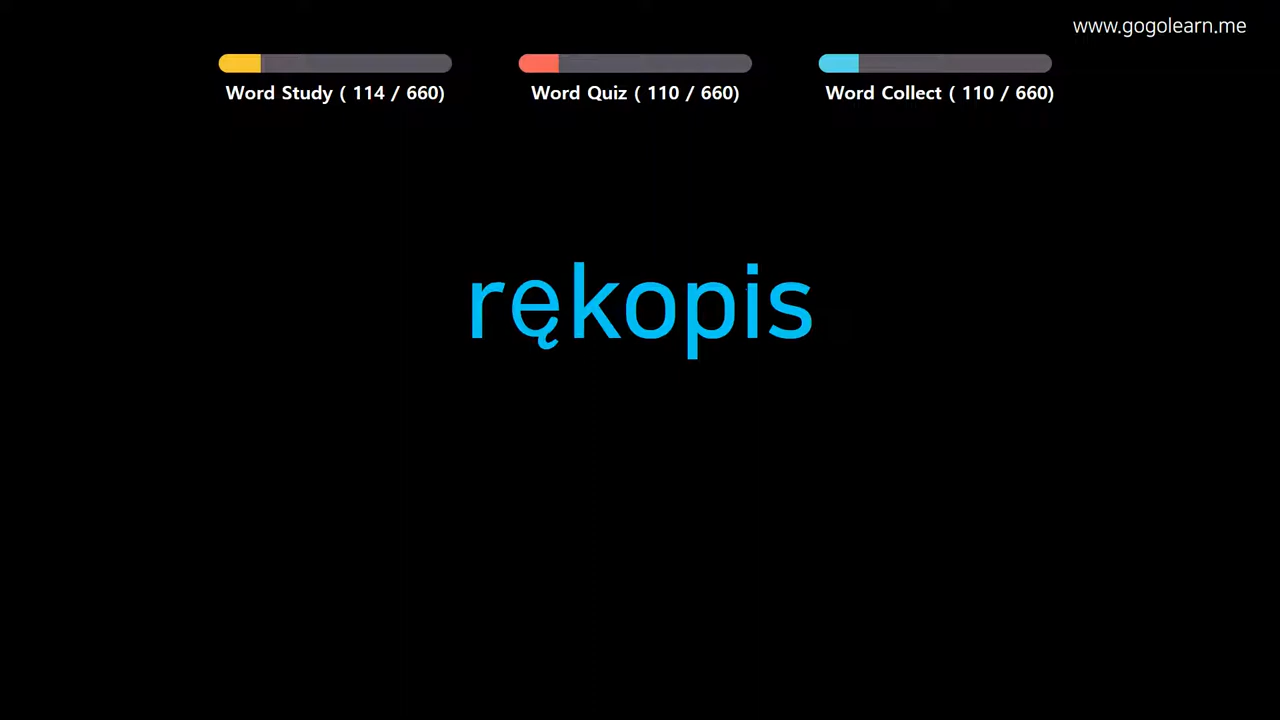 www.gogolearn.me
Word Study ( 114 / 660)
Word Quiz ( 110 / 660)
Word Collect ( 110 / 660)
rękopis